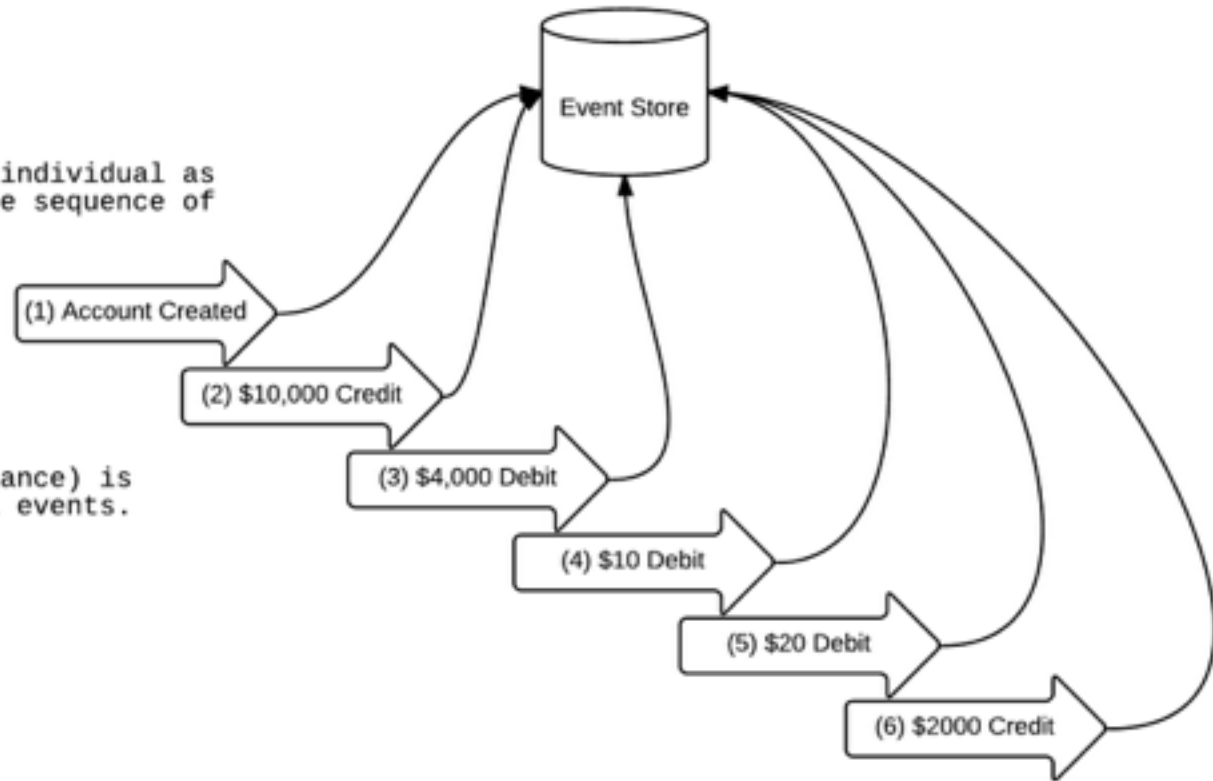 Event Store
individual as
e sequence of
(1) Account Created
(2) $10,000 Credit
(3) $4,000 Debit
ance) is
events.
(4) $10 Debit
(5) $20 Debit
(6) $2000 Credit